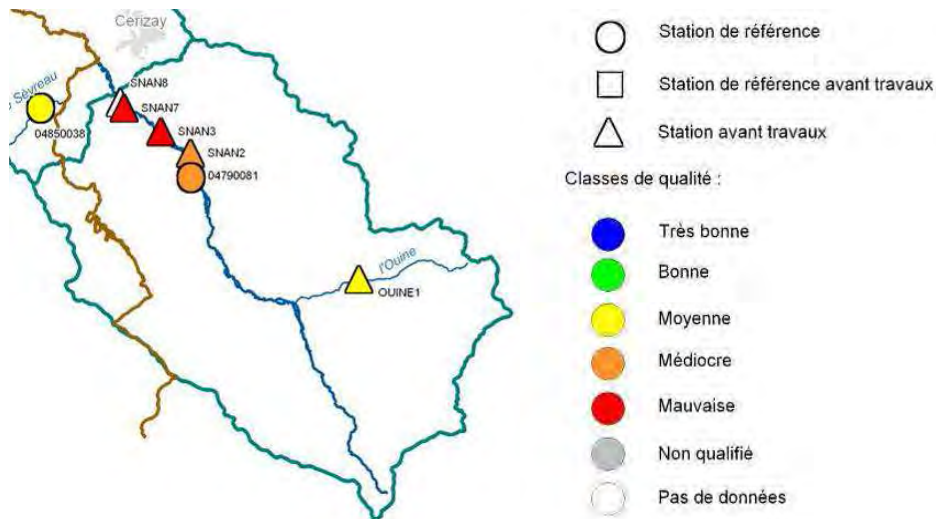 Cerizay
Sévreau
SNAN8
SNAN7
04850038
SNAN3
SNAN2
04790081
l'Ouine
OUINE1
Station de référence
Station de référence avant travaux
Station avant travaux
Classes de qualité :
Très bonne
Bonne
Moyenne
Médiocre
Mauvaise
Non qualifié
Pas de données